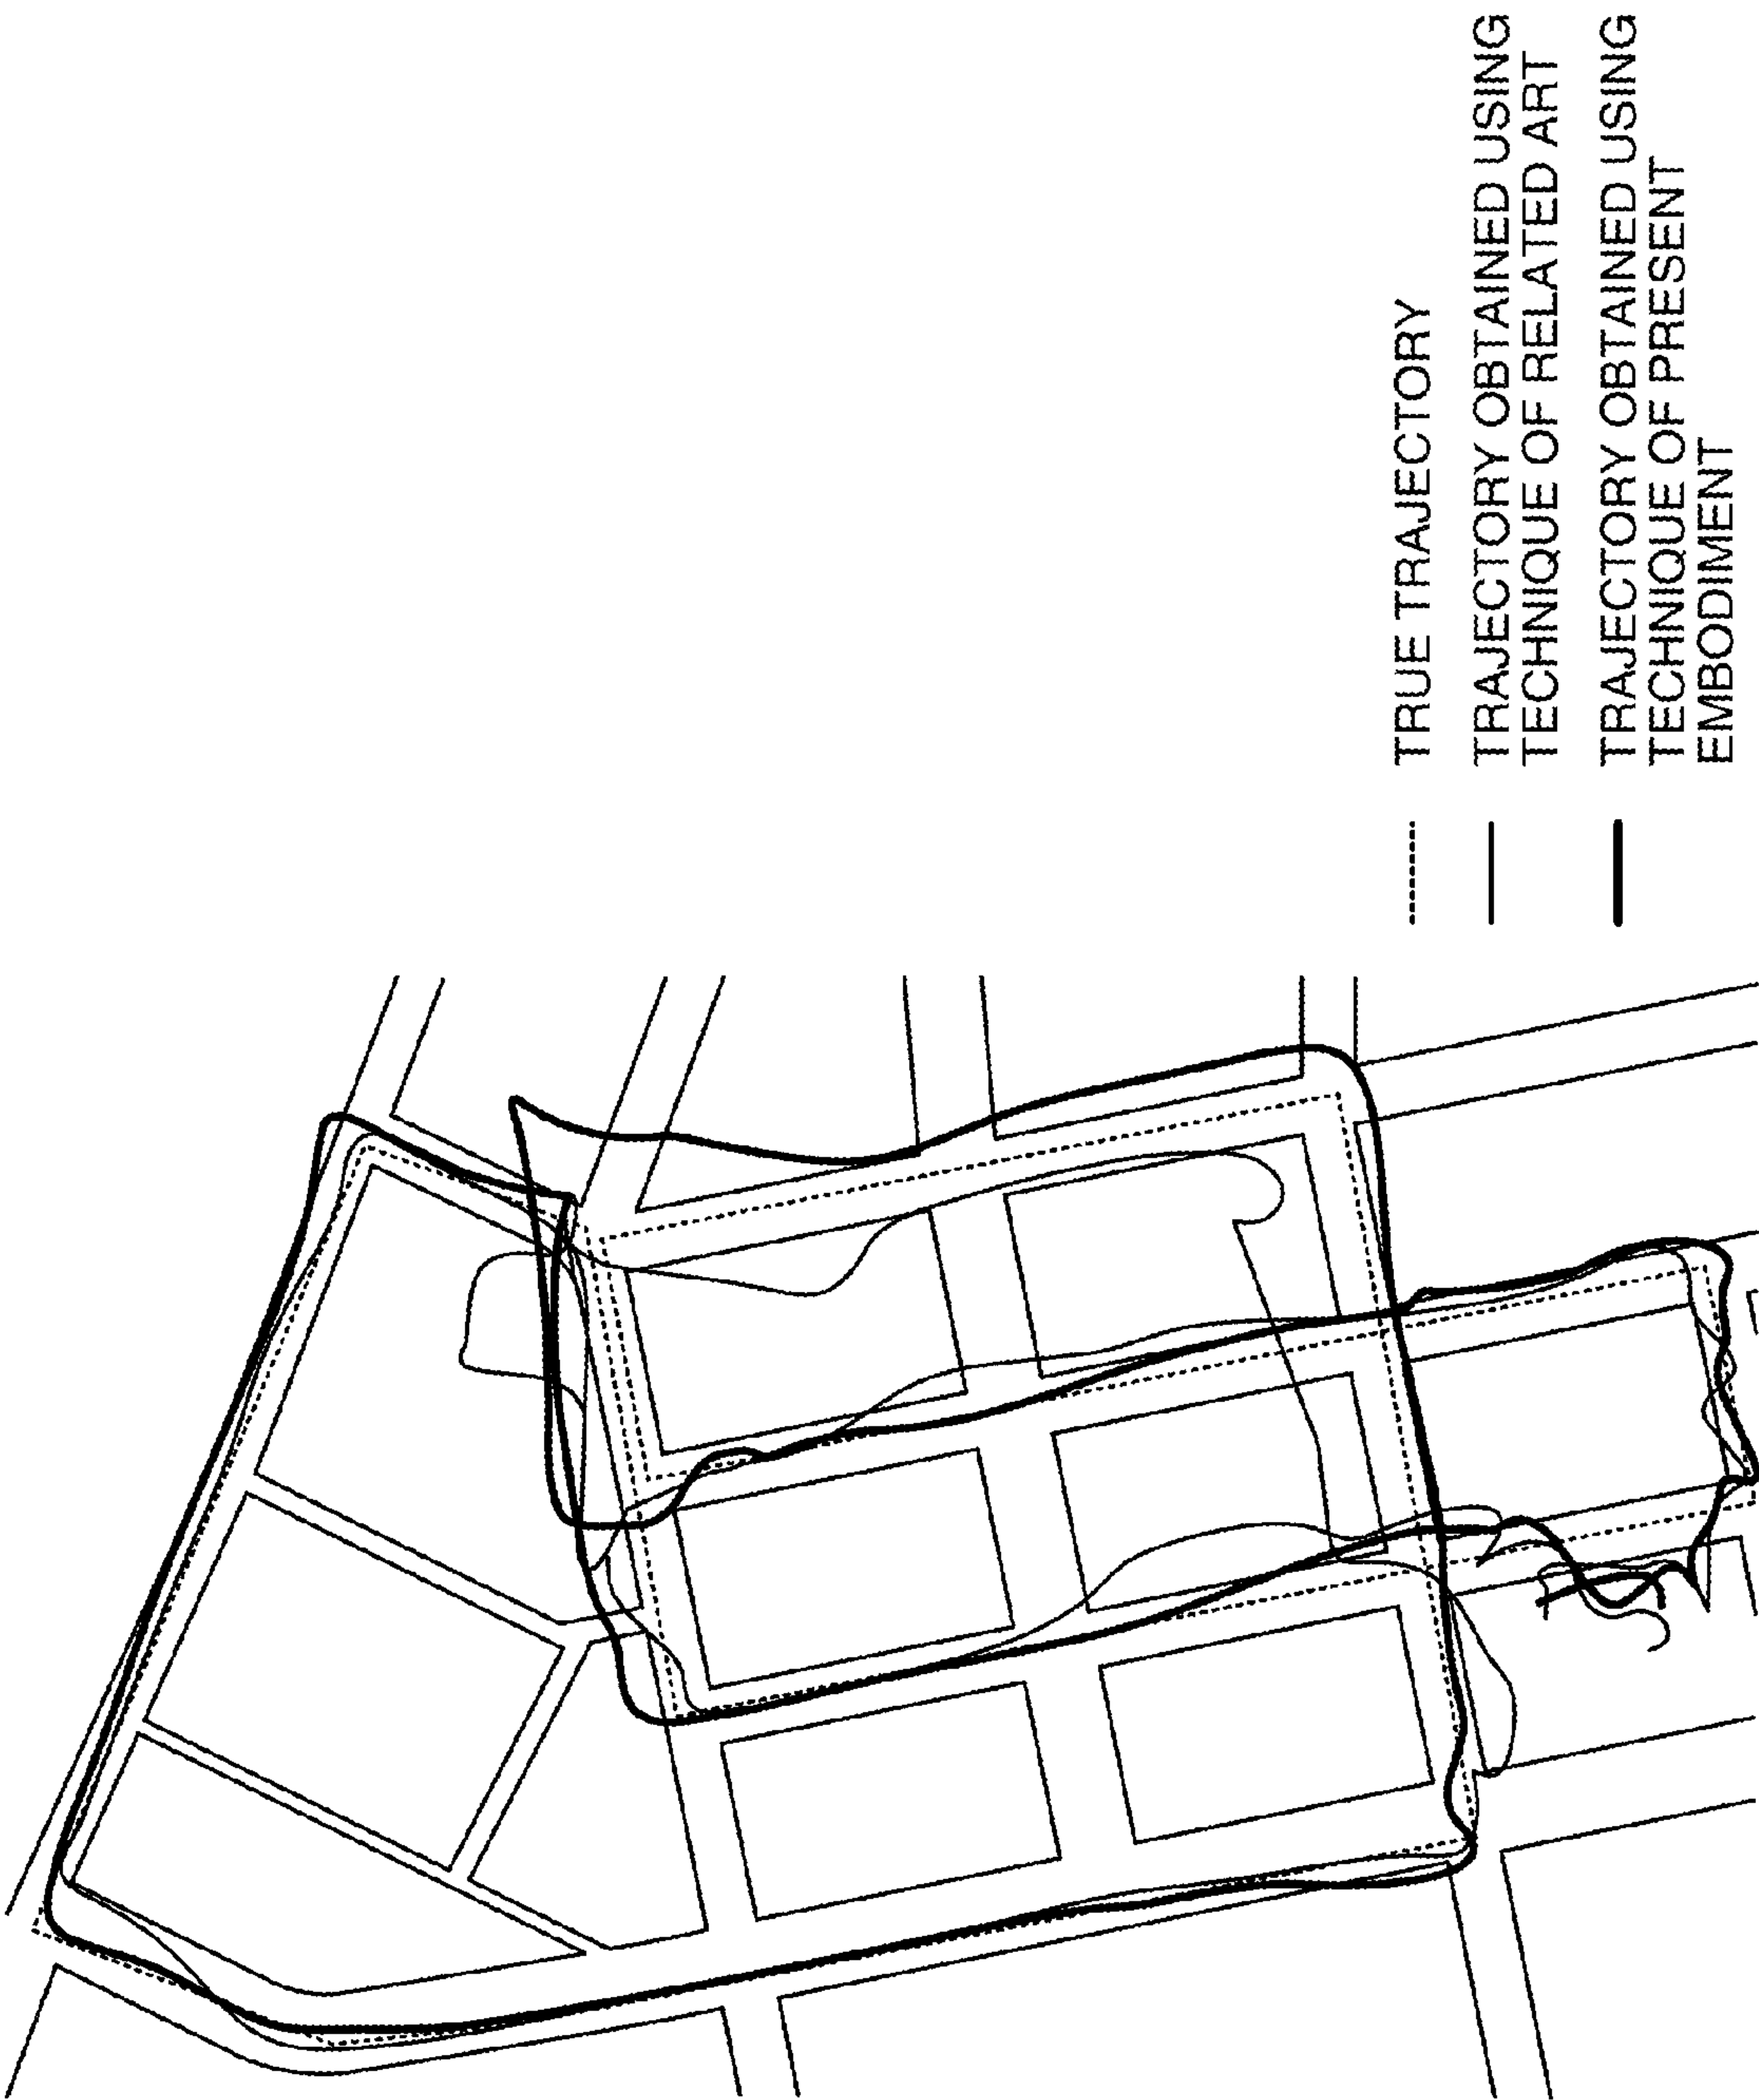 TRUE TRAJECTORY
TRAJECTORY OBTAINED USING
TECHNIQUE OF RELATED ART
TRAJECTORY OBTAINED USING
TECHNIQUE OF PRESENT
EMBODIMENT